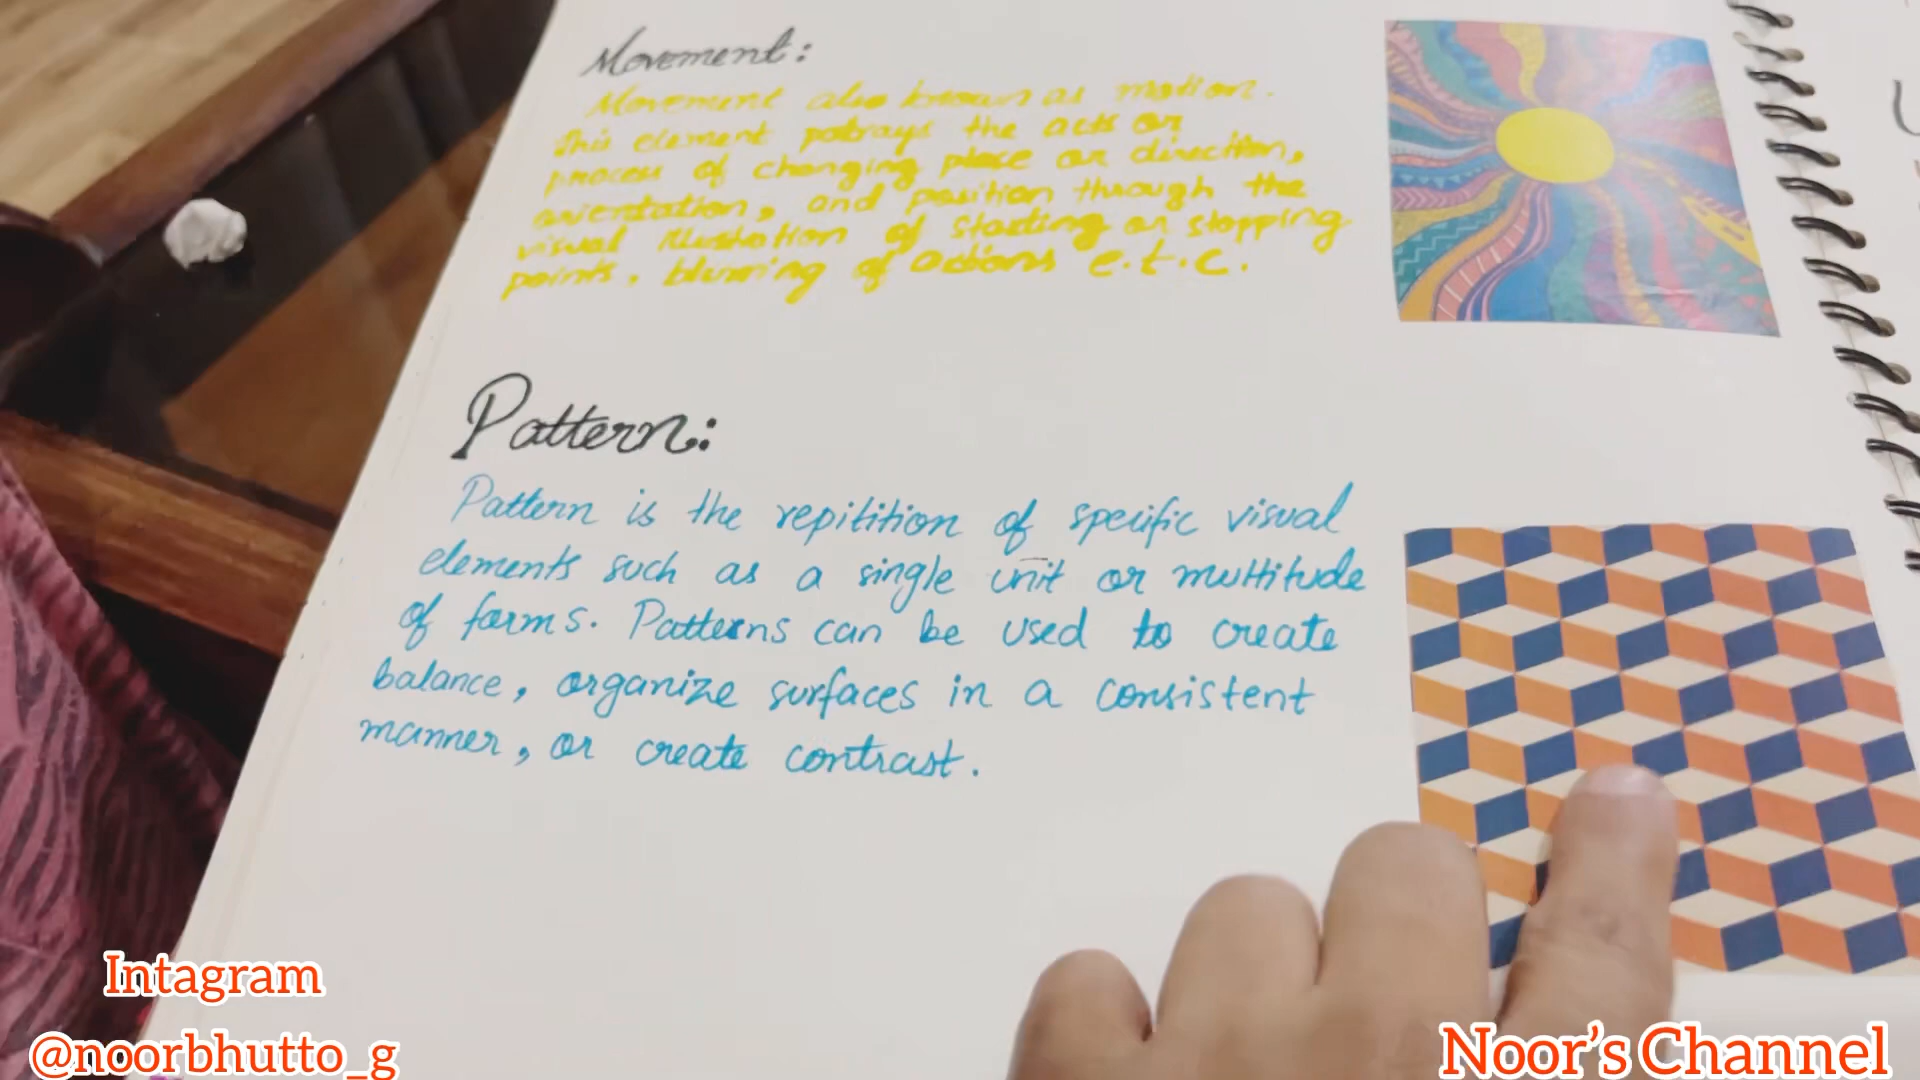 Movement:
Movement also known as motion.
This element potrays the acts or
process of changing place or direction,
orientation, and position through the
visual illustration of starting or stopping
points, blurring of actions e.t.c.
Pattern:
Pattern is the repitition of specific visual
elements such as a single unit or multitude
of forms. Patterns can be used to create
balance, organize surfaces in a consistent
manner, or create contrast.
Intagram
@noorbhutto_g
Noor's Channel